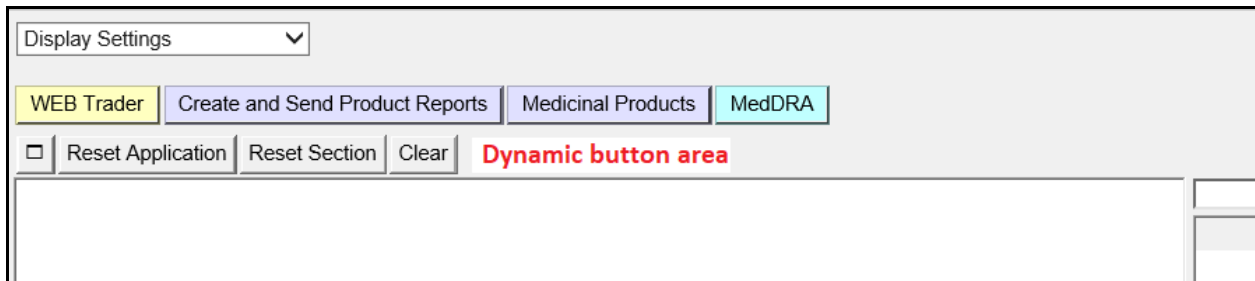 Display Settings
WEB Trader Create and Send Product Reports Medicinal Products MedDRA
Reset Application Reset Section Clear Dynamic button area